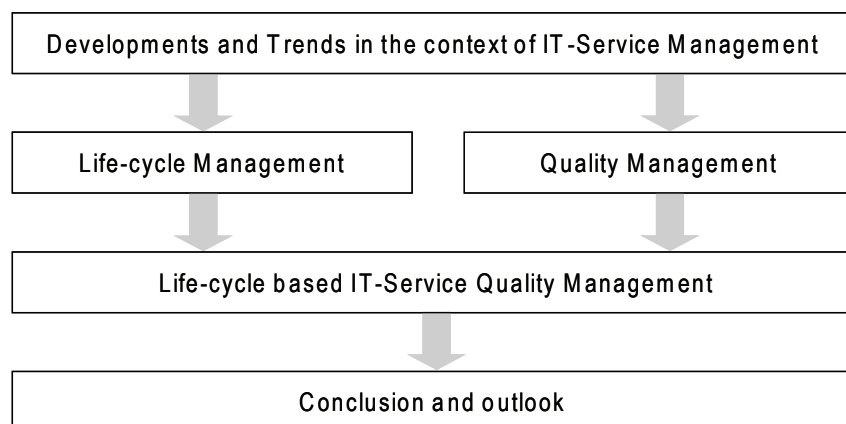 Developments and Trends in the context of IT-Service Management
Life-cycle Management
Quality Management
Life-cycle based IT-Service Quality Management
Conclusion and outlook